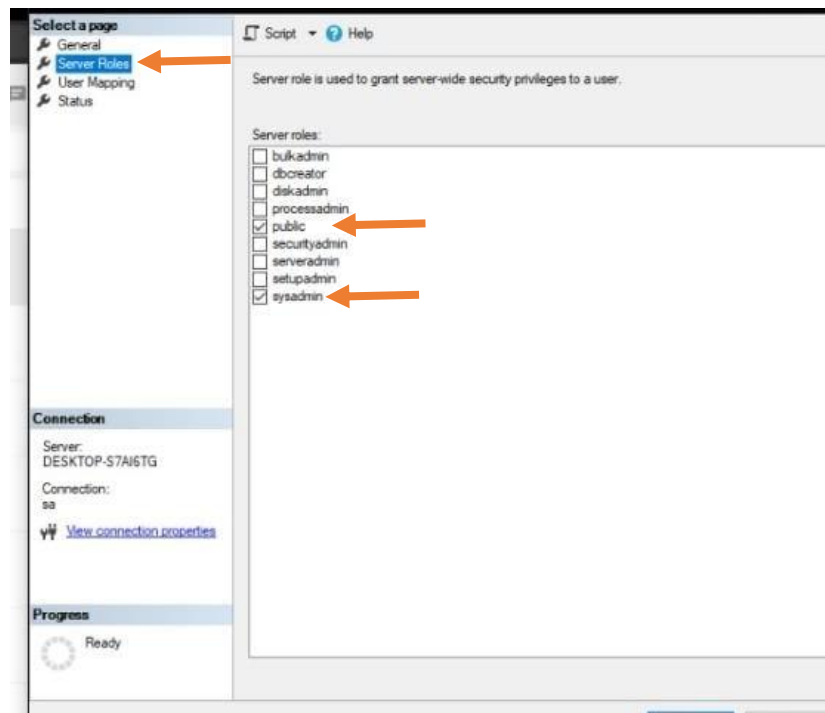 Select a page
General
Server Roles
User Mapping
Status
Script
Help
Server role is used to grant server-wide security privileges to a user.
Server roles:
bulkadmin
dbcreator
diskadmin
processadmin
public
securityadmin
serveradmin
setupadmin
sysadmin
Connection
Server:
DESKTOP-S7AI6TG
Connection:
sa
View connection properties
Progress
Ready